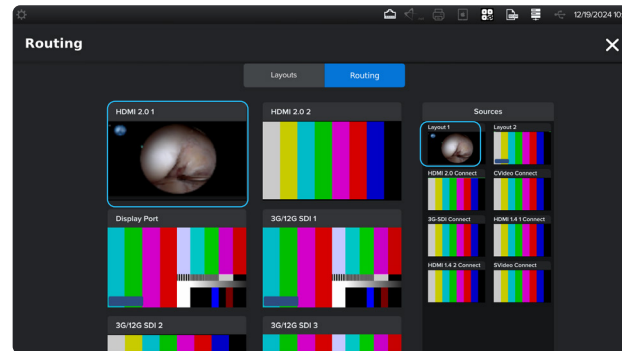 12/19/2024 10:
Routing
Layouts
Routing
HDMI 2.0 1
HDMI 2.0 2
Sources
Layout 1
Layout 2
HDMI 2.0 Connect
CVideo Connect
Display Port
3G/12G SDI 1
3G-SDI Connect
HDMI 1.4 1 Connect
HDMI 1.4 2 Connect
SVideo Connect
3G/12G SDI 2
3G/12G SDI 3